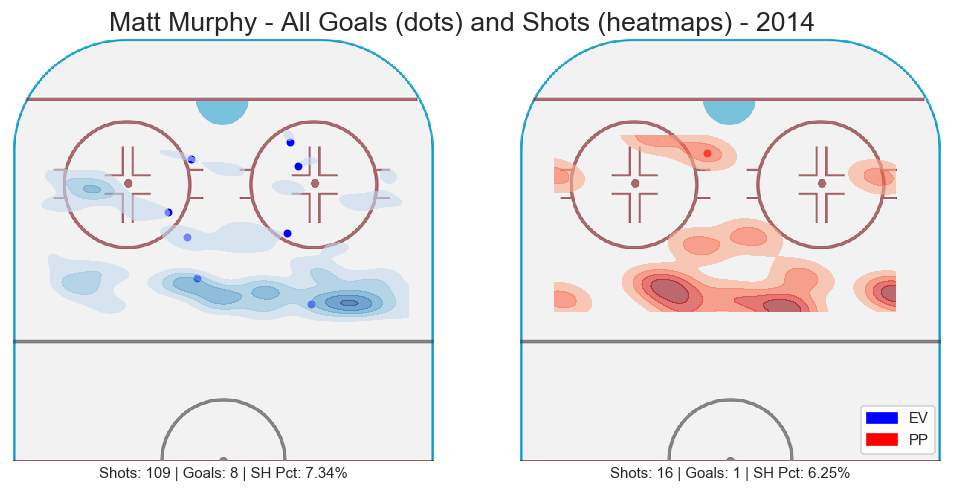 Matt Murphy - All Goals (dots) and Shots (heatmaps) - 2014
EV
PP
Shots: 109 | Goals: 8 | SH Pct: 7.34%
Shots: 16 | Goals: 1 | SH Pct: 6.25%